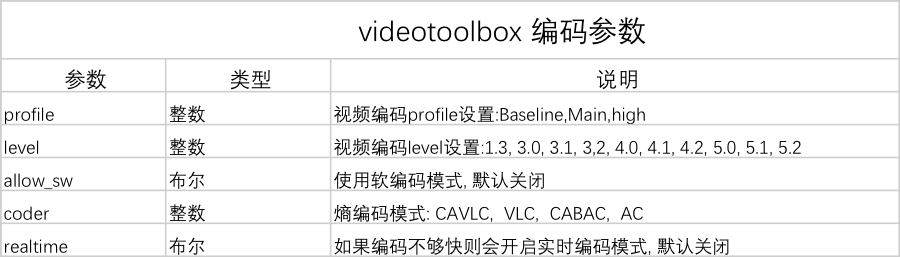 videotoolbox 编码参数
参数 类型 说明
profile 整数 视频编码profile设置:Baseline,Main,high
level 整数 视频编码level设置:1.3, 3.0, 3.1, 3,2, 4.0, 4.1, 4.2, 5.0, 5.1, 5.2
allow_sw 布尔 使用软编码模式, 默认关闭
coder 整数 熵编码模式: CAVLC, VLC, CABAC, AC
realtime 布尔 如果编码不够快则会开启实时编码模式, 默认关闭